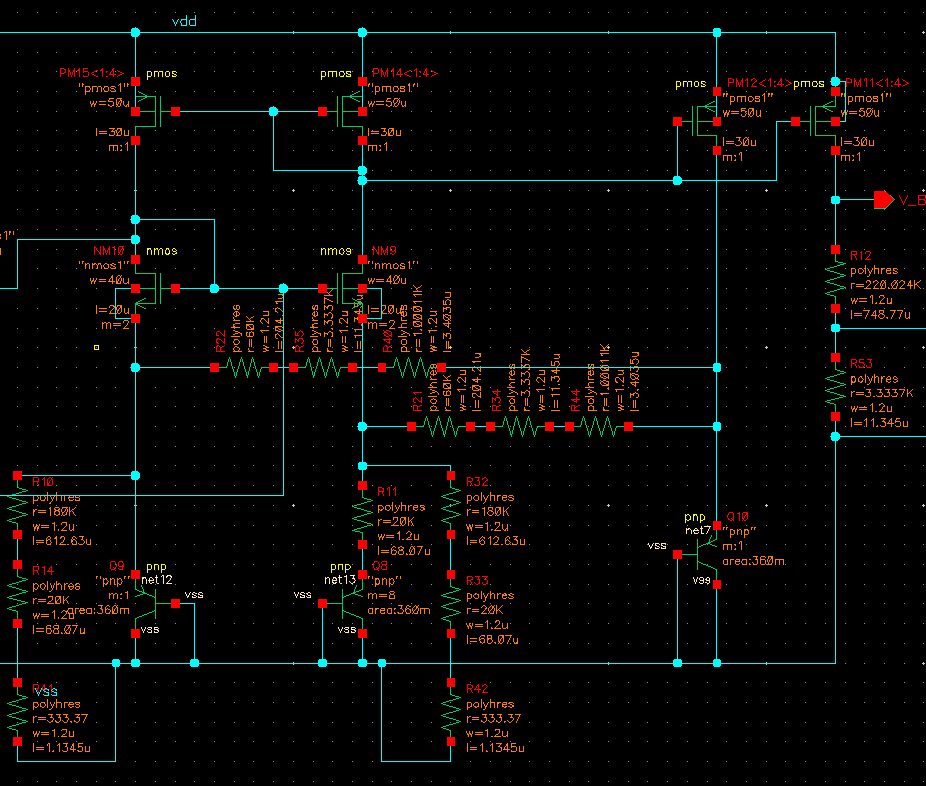 vdd
PM15<1:4>
pmos
"pmos1"
w=50u
l=30u
m:1
pmos
PM14<1:4>
"pmos1"
w=50u
l=30u
m:1
pmos
PM12<1:4>
"pmos1"
w=50u
l=30u
m:1
pmos
PM11<1:4>
"pmos1"
w=50u
l=30u
m:1
V_B
1"
NM10
nmos
"nmos1"
w=40u
l=20u
m=2
nmos
NM9
"nmos1"
w=40u
l=20u
m=2
R22
polyhres
r=60K
w=1.2u
l=204.21u
R35
polyhres
r=3.3337K
w=1.2u
l=11.345u
polyhres
r=1.00011K
w=1.2u
l=3.4035u
R21
polyhres
r=60K
w=1.2u
l=204.21u
R34
polyhres
r=3.3337K
w=1.2u
l=11.345u
R44
polyhres
r=1.00011K
w=1.2u
l=3.4035u
R12
polyhres
r=220.024K
w=1.2u
l=748.77u
R53
polyhres
r=3.3337K
w=1.2u
l=11.345u
R10
polyhres
r=180K
w=1.2u
l=612.63u
R14
polyhres
r=20K
w=1.2u
l=68.07u
Q9
pnp
net12
"pnp"
m:1
area:360m
vss
vss
R11
polyhres
r=20K
w=1.2u
l=68.07u
pnp
net13
Q8
"pnp"
m=8
area:360m
vss
vss
R32
polyhres
r=180K
w=1.2u
l=612.63u
R33
polyhres
r=20K
w=1.2u
l=68.07u
pnp
net7
Q10
"pnp"
m:1
area:360m
vss
vss
vss
polyhres
r=333.37
w=1.2u
l=1.1345u
R42
polyhres
r=333.37
w=1.2u
l=1.1345u